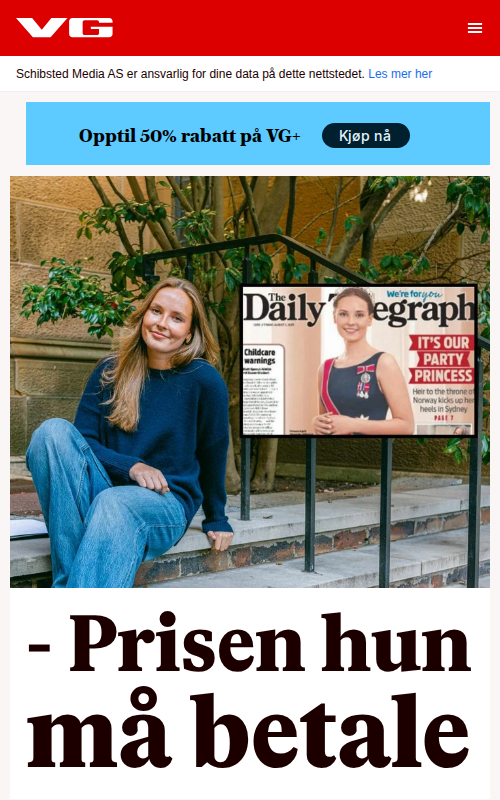 VG
Schibsted Media AS er ansvarlig for dine data på dette nettstedet. Les mer her
Opptil 50% rabatt på VG+
Kjøp nå
We're for you
The
Daily Telegraph
Childcare
warnings
IT'S OUR
PARTY
PRINCESS
Heir to the throne of
Norway kicks up her
heels in Sydney
PAGE 7
- Prisen hun
må betale